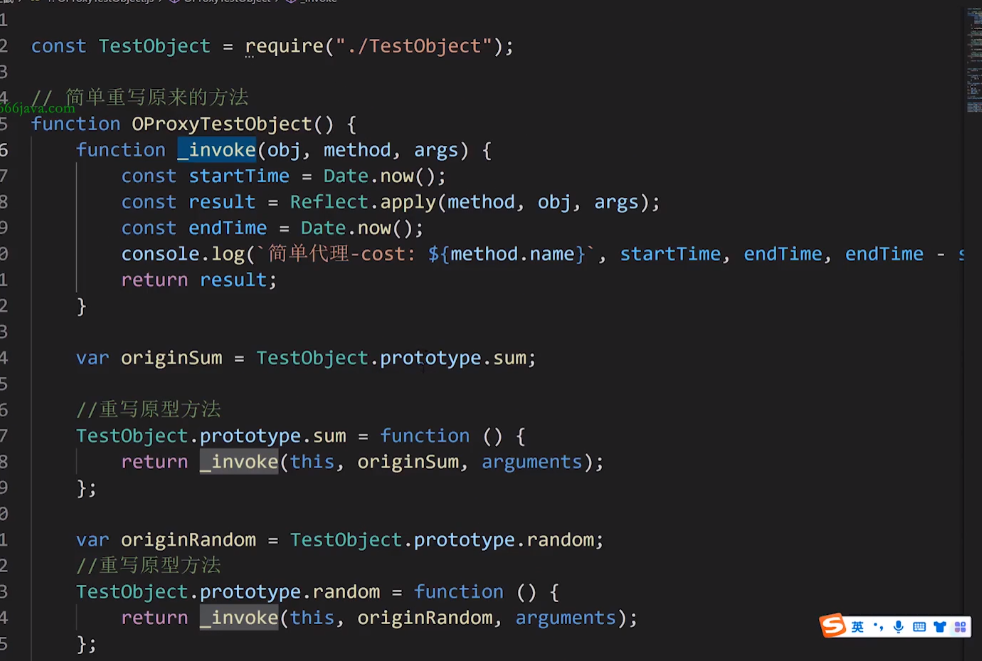 1
2 const TestObject = require("./TestObject");
3
4 // 简单重写原来的方法
666java.com
5 function OProxyTestObject() {
6 function _invoke(obj, method, args) {
7 const startTime = Date.now();
8 const result = Reflect.apply(method, obj, args);
9 const endTime = Date.now();
0 console.log(`简单代理-cost: ${method.name}`, startTime, endTime, endTime - s
1 return result;
2 }
3
4 var originSum = TestObject.prototype.sum;
5
6 //重写原型方法
7 TestObject.prototype.sum = function () {
8 return _invoke(this, originSum, arguments);
9 };
0
1 var originRandom = TestObject.prototype.random;
2 //重写原型方法
3 TestObject.prototype.random = function () {
4 return _invoke(this, originRandom, arguments);
5 };
S 英